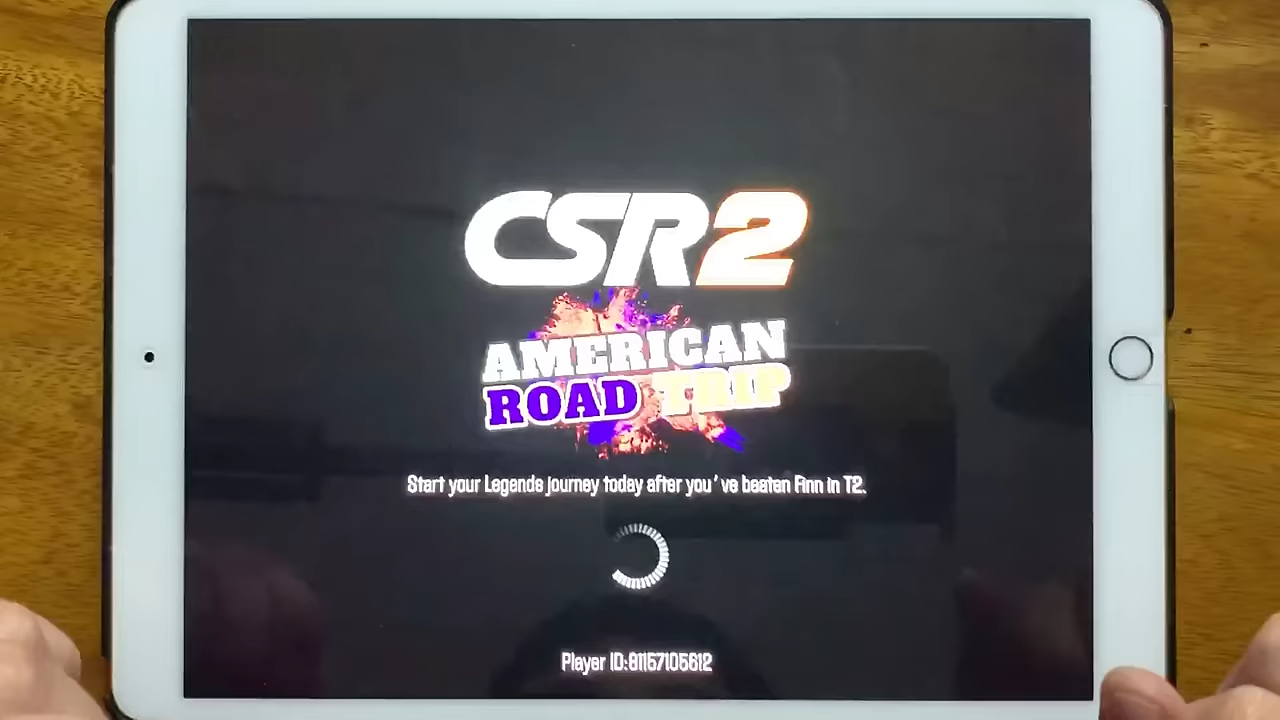 CSR2
AMERICAN
ROAD TRIP
Start your Legends journey today after you've beaten Finn in T2.
Player ID:81157105612